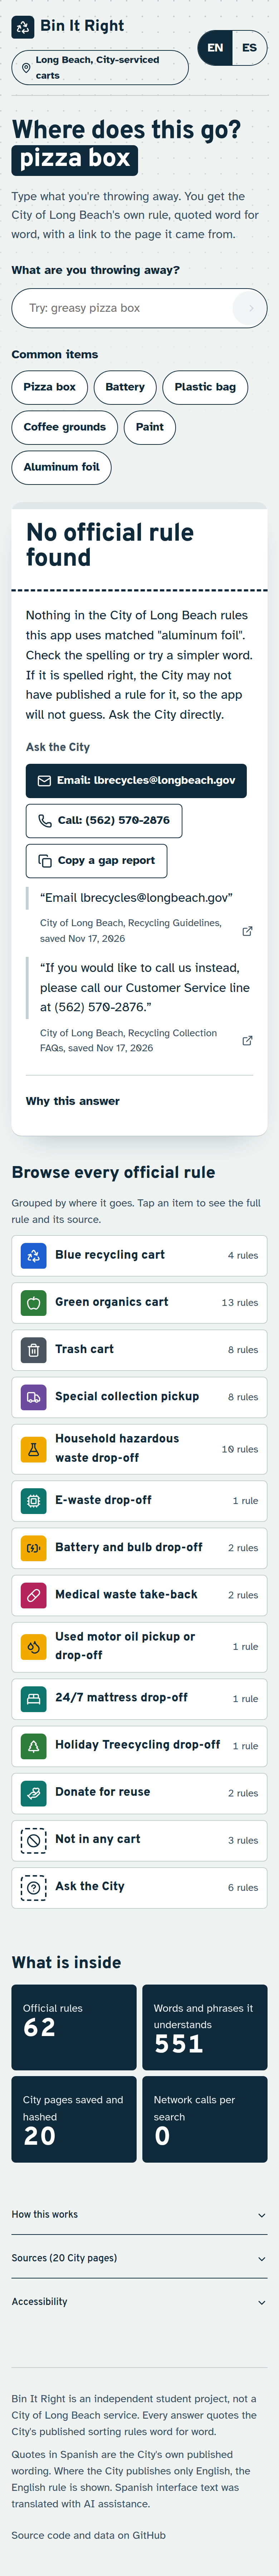 Bin It Right
Long Beach, City-serviced
carts
EN
ES
Where does this go?
pizza box
Type what you're throwing away. You get the
City of Long Beach's own rule, quoted word for
word, with a link to the page it came from.
What are you throwing away?
Try: greasy pizza box
Common items
Pizza box
Battery
Plastic bag
Coffee grounds
Paint
Aluminum foil
No official rule
found
Nothing in the City of Long Beach rules
this app uses matched "aluminum foil".
Check the spelling or try a simpler word.
If it is spelled right, the City may not
have published a rule for it, so the app
will not guess. Ask the City directly.
Ask the City
Email: lbrecycles@longbeach.gov
Call: (562) 570-2876
Copy a gap report
“Email lbrecycles@longbeach.gov”
City of Long Beach, Recycling Guidelines,
saved Nov 17, 2026
“If you would like to call us instead,
please call our Customer Service line
at (562) 570-2876.”
City of Long Beach, Recycling Collection
FAQs, saved Nov 17, 2026
Why this answer
Browse every official rule
Grouped by where it goes. Tap an item to see the full
rule and its source.
Blue recycling cart
4 rules
Green organics cart
13 rules
Trash cart
8 rules
Special collection pickup
8 rules
Household hazardous
waste drop-off
10 rules
E-waste drop-off
1 rule
Battery and bulb drop-off
2 rules
Medical waste take-back
2 rules
Used motor oil pickup or
drop-off
1 rule
24/7 mattress drop-off
1 rule
Holiday Treecycling drop-off
1 rule
Donate for reuse
2 rules
Not in any cart
3 rules
Ask the City
6 rules
What is inside
Official rules
62
Words and phrases it
understands
551
City pages saved and
hashed
20
Network calls per
search
0
How this works
Sources (20 City pages)
Accessibility
Bin It Right is an independent student project, not a
City of Long Beach service. Every answer quotes the
City's published sorting rules word for word.
Quotes in Spanish are the City's own published
wording. Where the City publishes only English, the
English rule is shown. Spanish interface text was
translated with AI assistance.
Source code and data on GitHub